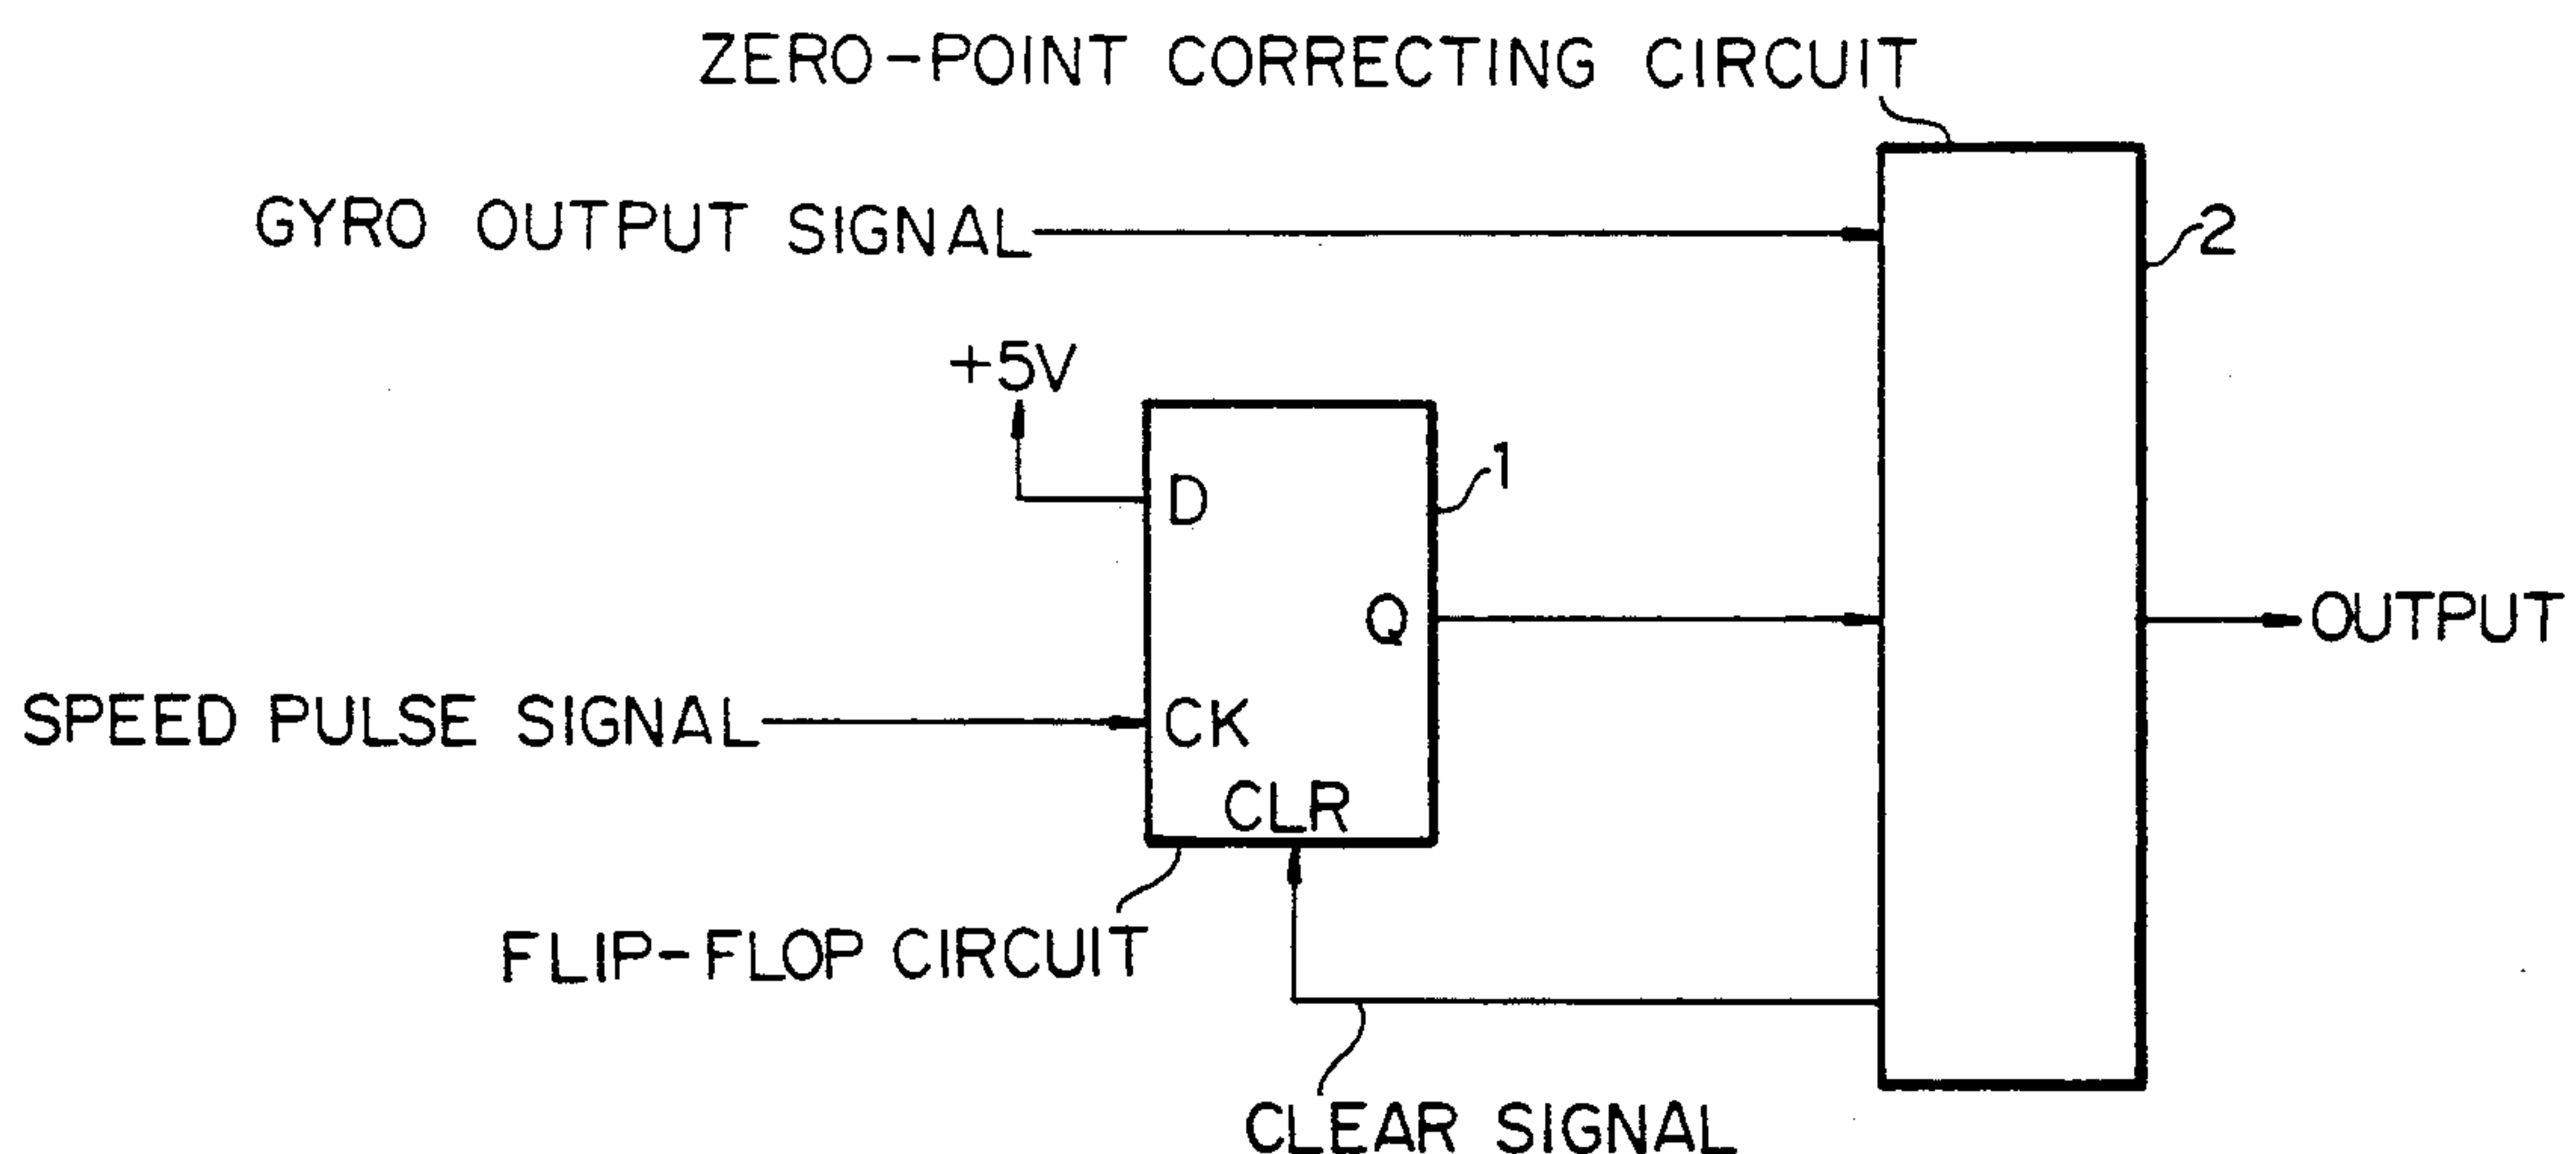 ZERO-POINT CORRECTING CIRCUIT
GYRO OUTPUT SIGNAL
2
+5V
1
D
Q
OUTPUT
SPEED PULSE SIGNAL
CK
CLR
FLIP-FLOP CIRCUIT
CLEAR SIGNAL